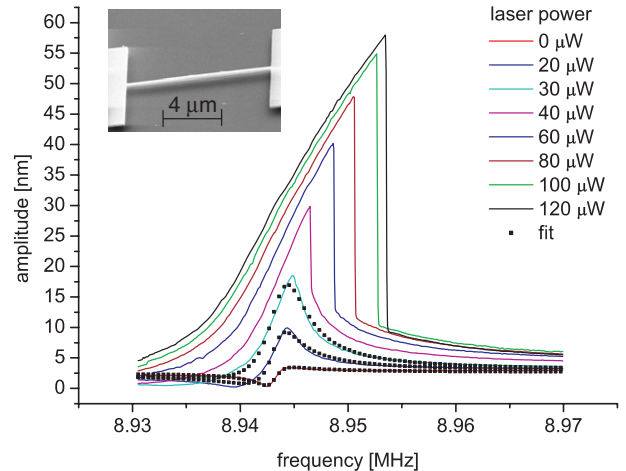 laser power
0 µW
20 µW
30 µW
40 µW
60 µW
80 µW
100 µW
120 µW
fit
4 µm
amplitude [nm]
60
55
50
45
40
35
30
25
20
15
10
5
0
8.93 8.94 8.95 8.96 8.97
frequency [MHz]